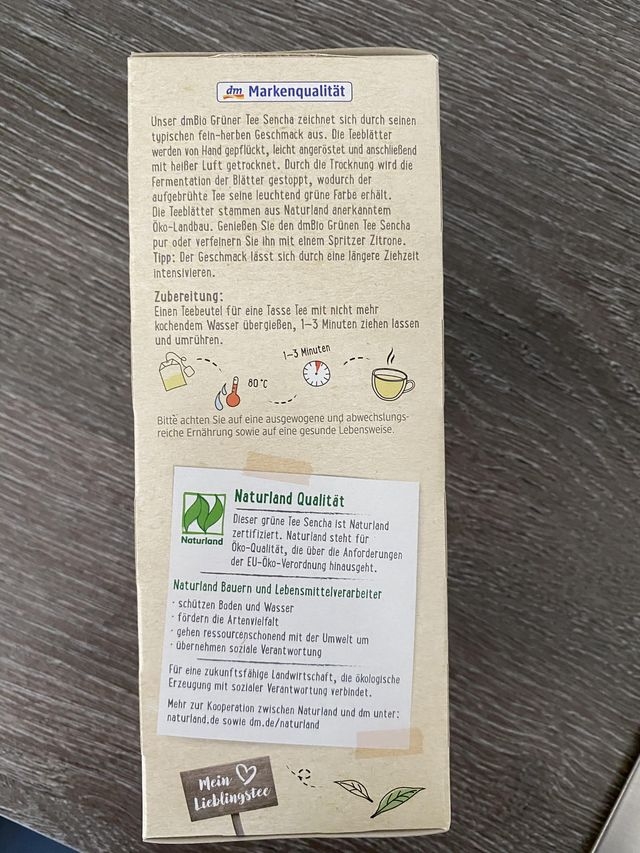 dm Markenqualität
Unser dmBio Grüner Tee Sencha zeichnet sich durch seinen
typischen fein-herben Geschmack aus. Die Teeblätter
werden von Hand gepflückt, leicht angeröstet und anschließend
mit heißer Luft getrocknet. Durch die Trocknung wird die
Fermentation der Blätter gestoppt, wodurch der
aufgebrühte Tee seine leuchtend grüne Farbe erhält.
Die Teeblätter stammen aus Naturland anerkanntem
Öko-Landbau. Genießen Sie den dmBio Grünen Tee Sencha
pur oder verfeinern Sie ihn mit einem Spritzer Zitrone.
Tipp: Der Geschmack lässt sich durch eine längere Ziehzeit
intensivieren.
Zubereitung:
Einen Teebeutel für eine Tasse Tee mit nicht mehr
kochendem Wasser übergießen, 1–3 Minuten ziehen lassen
und umrühren.
1–3 Minuten
80°C
Bitte achten Sie auf eine ausgewogene und abwechslungs-
reiche Ernährung sowie auf eine gesunde Lebensweise.
Naturland
Naturland Qualität
Dieser grüne Tee Sencha ist Naturland
zertifiziert. Naturland steht für
Öko-Qualität, die über die Anforderungen
der EU-Öko-Verordnung hinausgeht.
Naturland Bauern und Lebensmittelverarbeiter
· schützen Boden und Wasser
· fördern die Artenvielfalt
· gehen ressourcenschonend mit der Umwelt um
· übernehmen soziale Verantwortung
Für eine zukunftsfähige Landwirtschaft, die ökologische
Erzeugung mit sozialer Verantwortung verbindet.
Mehr zur Kooperation zwischen Naturland und dm unter:
naturland.de sowie dm.de/naturland
Mein
Lieblingstee